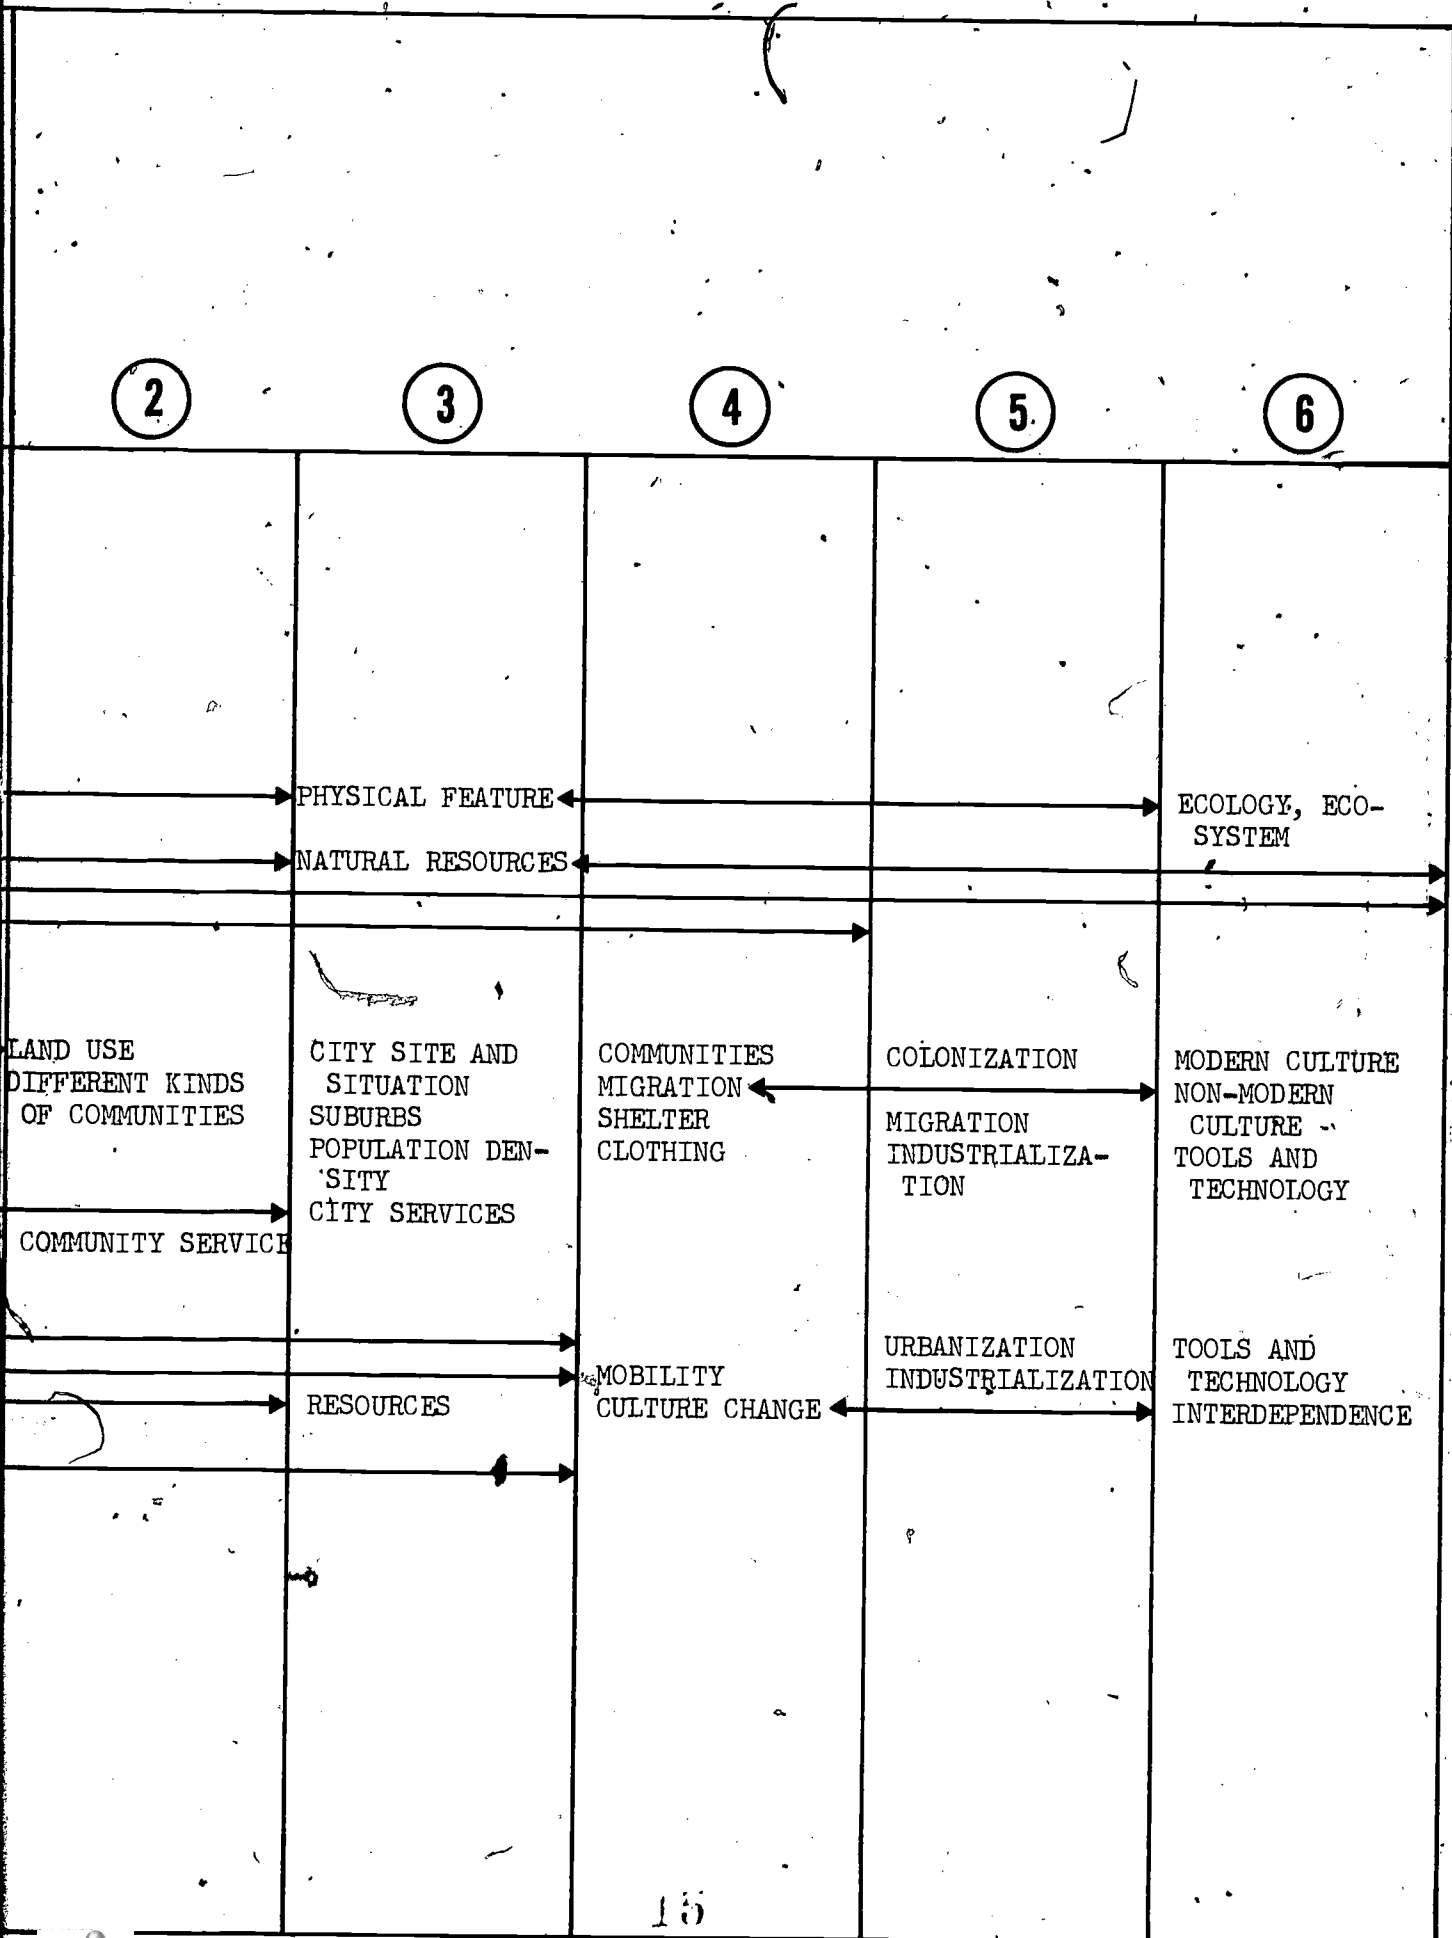 2
3
4
5
6
PHYSICAL FEATURE
ECOLOGY, ECO-
SYSTEM
NATURAL RESOURCES
LAND USE
DIFFERENT KINDS
OF COMMUNITIES
COMMUNITY SERVICE
CITY SITE AND
SITUATION
SUBURBS
POPULATION DEN-
SITY
CITY SERVICES
COMMUNITIES
MIGRATION
SHELTER
CLOTHING
COLONIZATION
MIGRATION
INDUSTRIALIZA-
TION
MODERN CULTURE
NON-MODERN
CULTURE
TOOLS AND
TECHNOLOGY
RESOURCES
MOBILITY
CULTURE CHANGE
URBANIZATION
INDUSTRIALIZATION
TOOLS AND
TECHNOLOGY
INTERDEPENDENCE
15